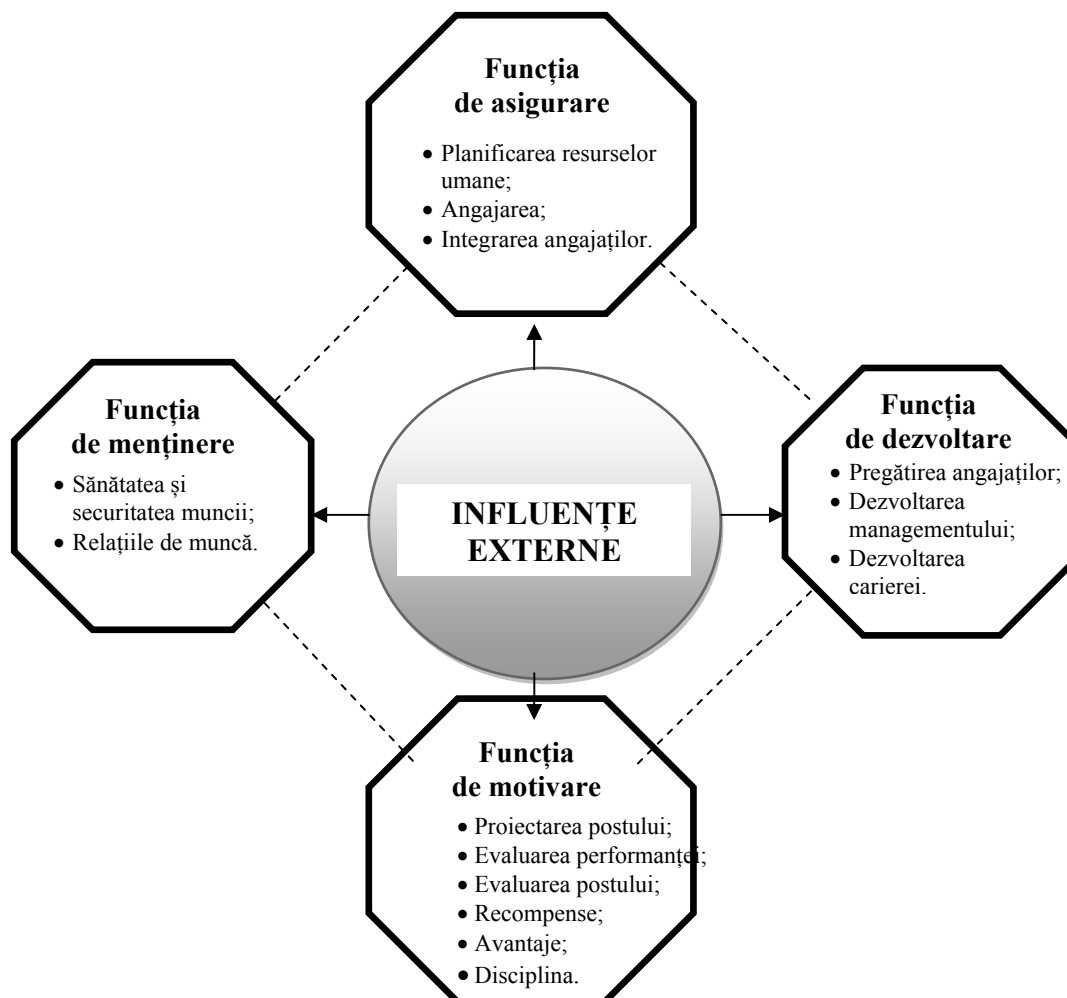 Funcția
de asigurare
• Planificarea resurselor
umane;
• Angajarea;
• Integrarea angajaților.
Funcția
de menținere
• Sănătatea și
securitatea muncii;
• Relațiile de muncă.
INFLUENȚE
EXTERNE
Funcția
de dezvoltare
• Pregătirea angajaților;
• Dezvoltarea
managementului;
• Dezvoltarea
carierei.
Funcția
de motivare
• Proiectarea postului;
• Evaluarea performanței;
• Evaluarea postului;
• Recompense;
• Avantaje;
• Disciplina.